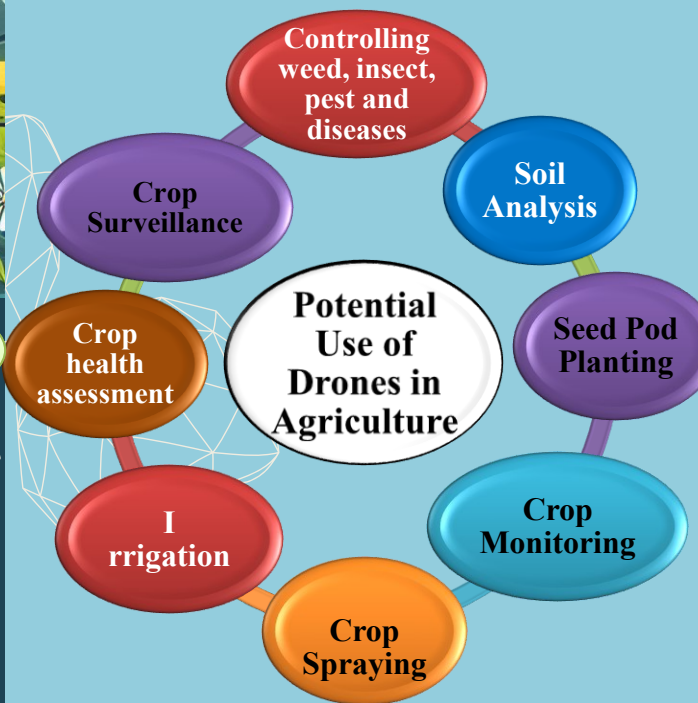 Controlling
weed, insect,
pest and
diseases
Soil
Analysis
Seed Pod
Planting
Crop
Monitoring
Crop
Spraying
I
rrigation
Crop
health
assessment
Crop
Surveillance
Potential
Use of
Drones in
Agriculture